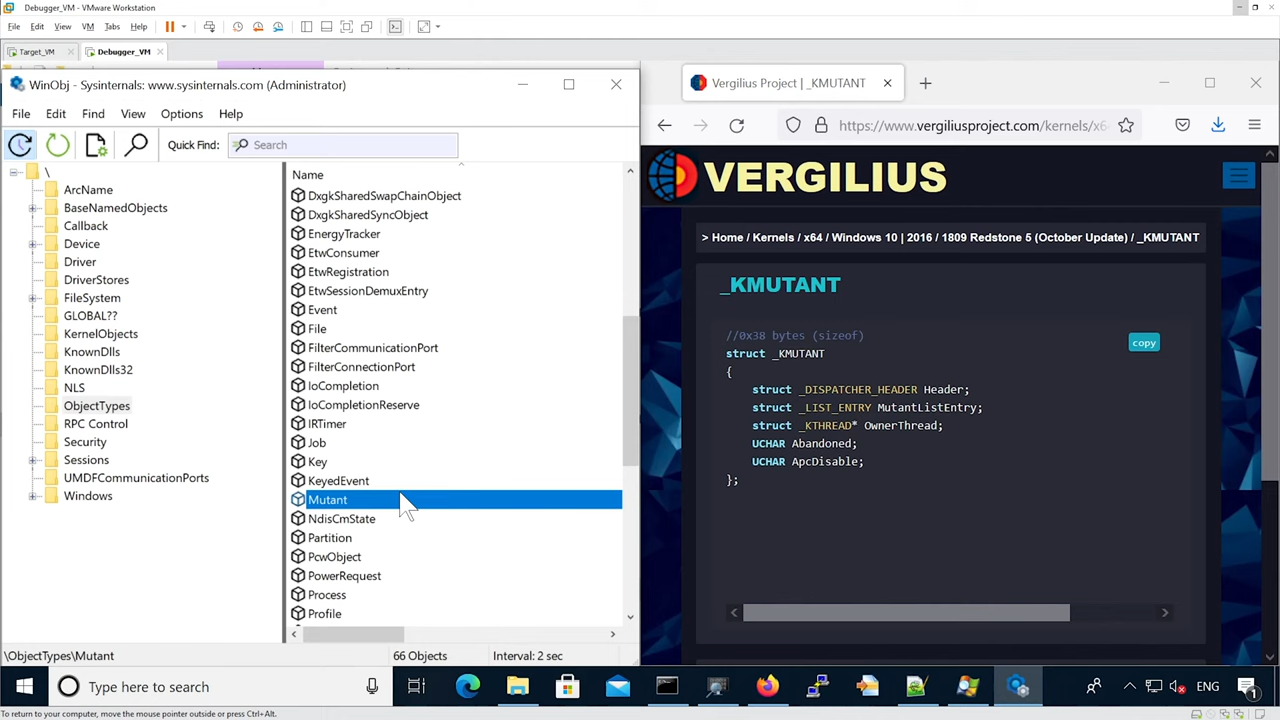 Debugger_VM - VMware Workstation
File Edit View VM Tabs Help
Target_VM
Debugger_VM
WinObj - Sysinternals: www.sysinternals.com (Administrator)
File Edit Find View Options Help
Quick Find:
Search
\
ArcName
BaseNamedObjects
Callback
Device
Driver
DriverStores
FileSystem
GLOBAL??
KernelObjects
KnownDlls
KnownDlls32
NLS
ObjectTypes
RPC Control
Security
Sessions
UMDFCommunicationPorts
Windows
Name
DxgkSharedSwapChainObject
DxgkSharedSyncObject
EnergyTracker
EtwConsumer
EtwRegistration
EtwSessionDemuxEntry
Event
File
FilterCommunicationPort
FilterConnectionPort
IoCompletion
IoCompletionReserve
IRTimer
Job
Key
KeyedEvent
Mutant
NdisCmState
Partition
PcwObject
PowerRequest
Process
Profile
\ObjectTypes\Mutant
66 Objects
Interval: 2 sec
Vergilius Project | _KMUTANT
https://www.vergiliusproject.com/kernels/x6
VERGILIUS
> Home / Kernels / x64 / Windows 10 | 2016 / 1809 Redstone 5 (October Update) / _KMUTANT
_KMUTANT
copy
//0x38 bytes (sizeof)
struct _KMUTANT
{
struct _DISPATCHER_HEADER Header;
struct _LIST_ENTRY MutantListEntry;
struct _KTHREAD* OwnerThread;
UCHAR Abandoned;
UCHAR ApcDisable;
};
Type here to search
ENG
1
To return to your computer, move the mouse pointer outside or press Ctrl+Alt.